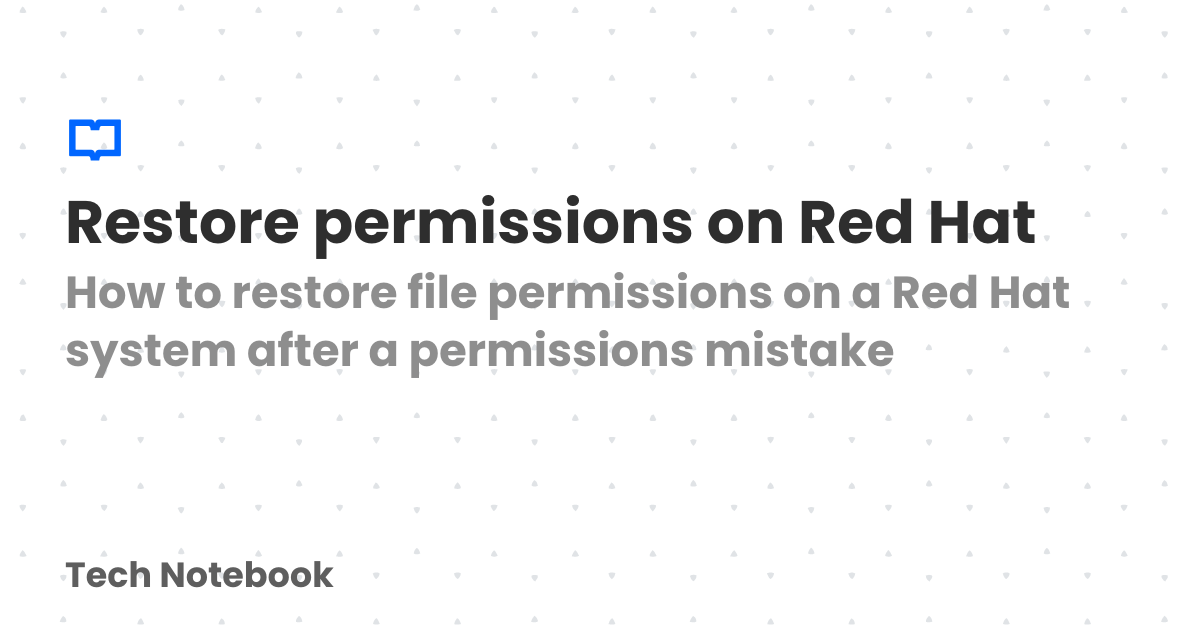 Restore permissions on Red Hat
How to restore file permissions on a Red Hat
system after a permissions mistake
Tech Notebook